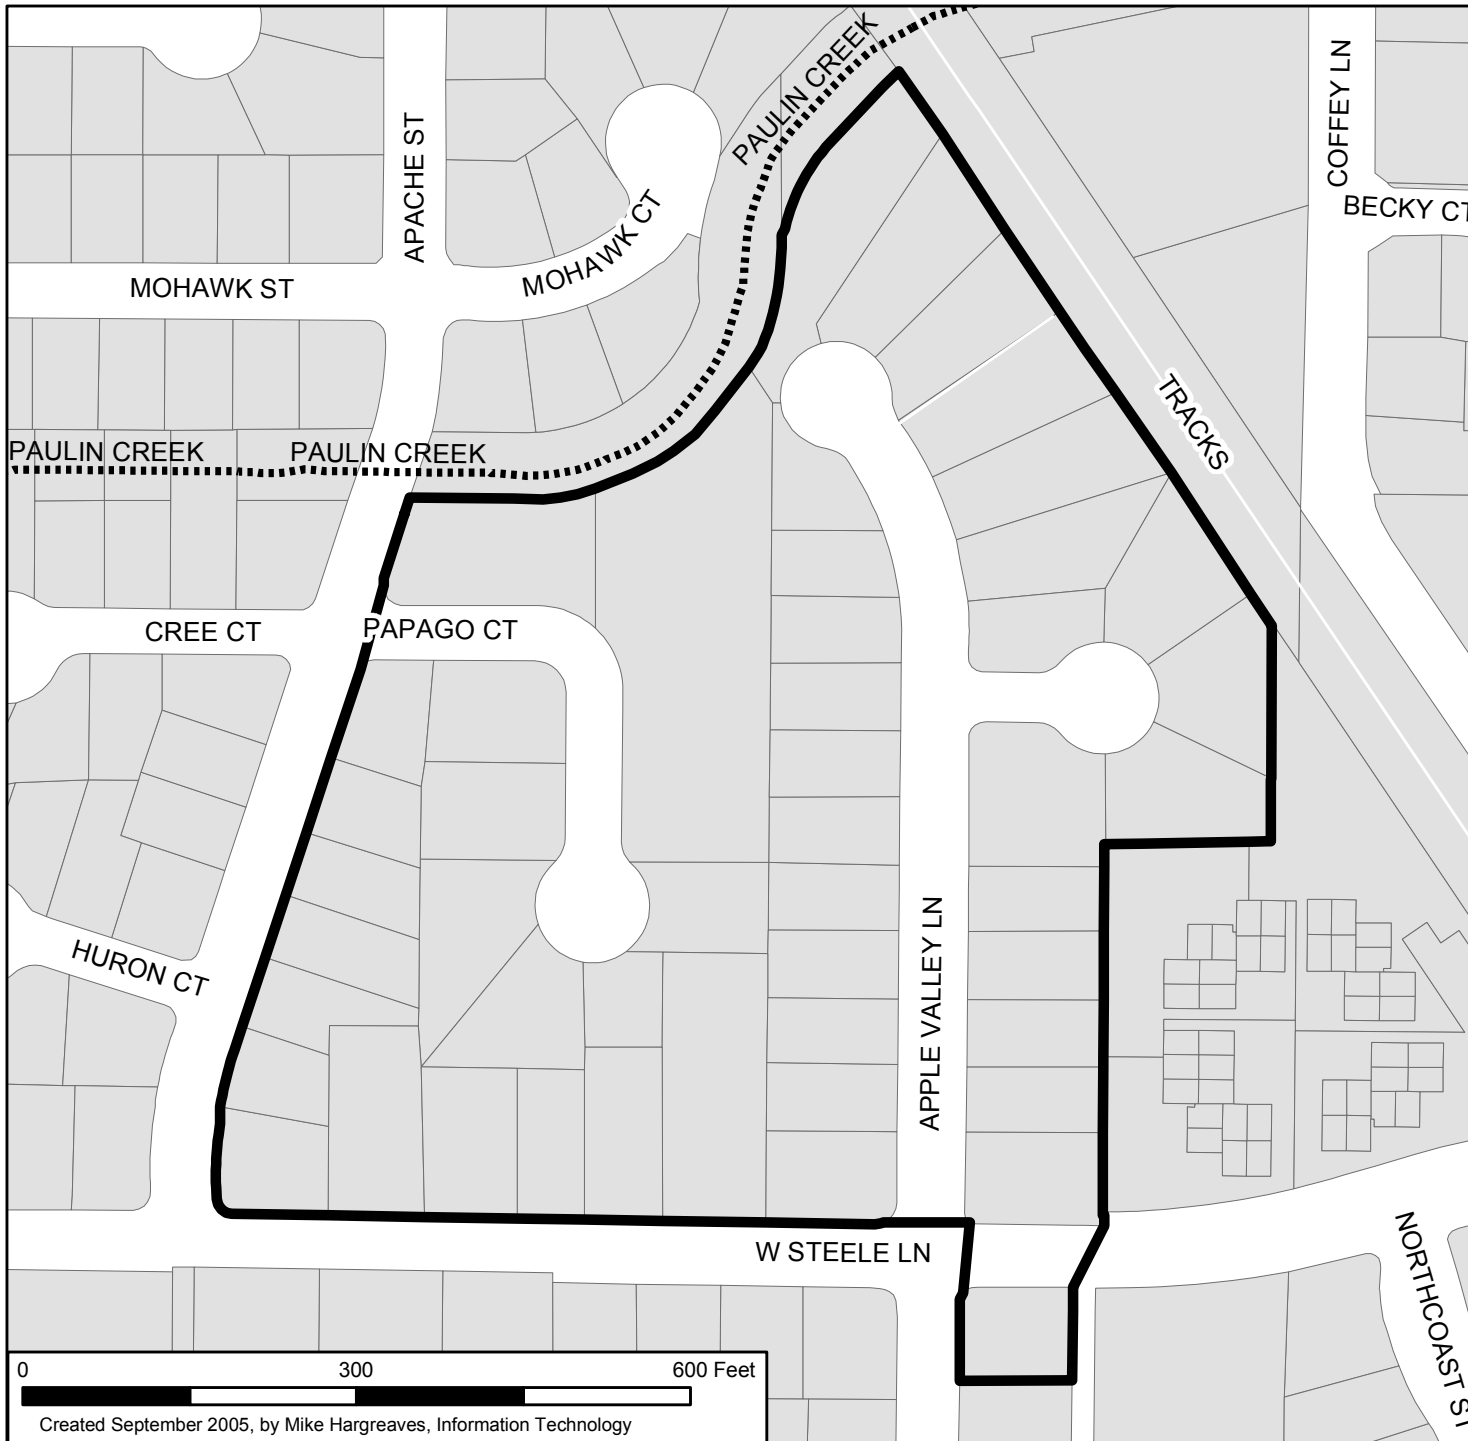 PAULIN CREEK
COFFEY LN
APACHE ST
BECKY CT
MOHAWK CT
MOHAWK ST
TRACKS
PAULIN CREEK
PAULIN CREEK
CREE CT
PAPAGO CT
HURON CT
APPLE VALLEY LN
W STEELE LN
NORTHCOAST ST
0 300 600 Feet
Created September 2005, by Mike Hargreaves, Information Technology